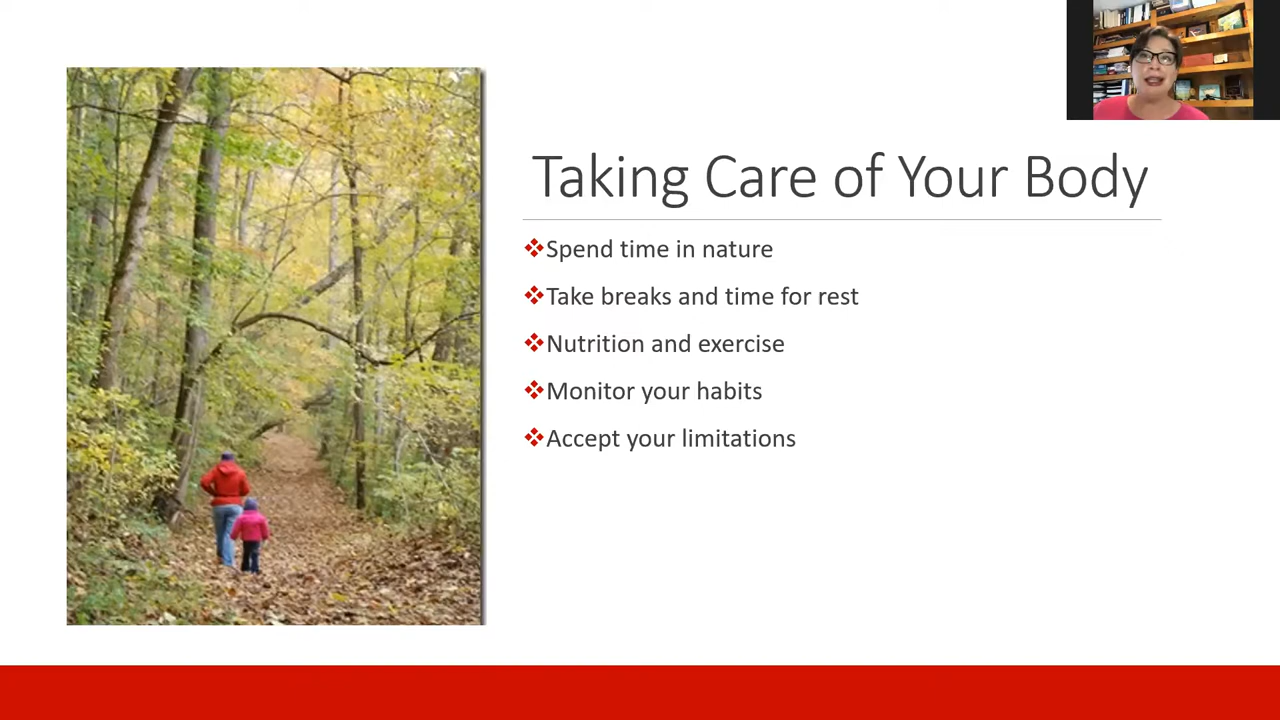 Taking Care of Your Body
Spend time in nature
Take breaks and time for rest
Nutrition and exercise
Monitor your habits
Accept your limitations